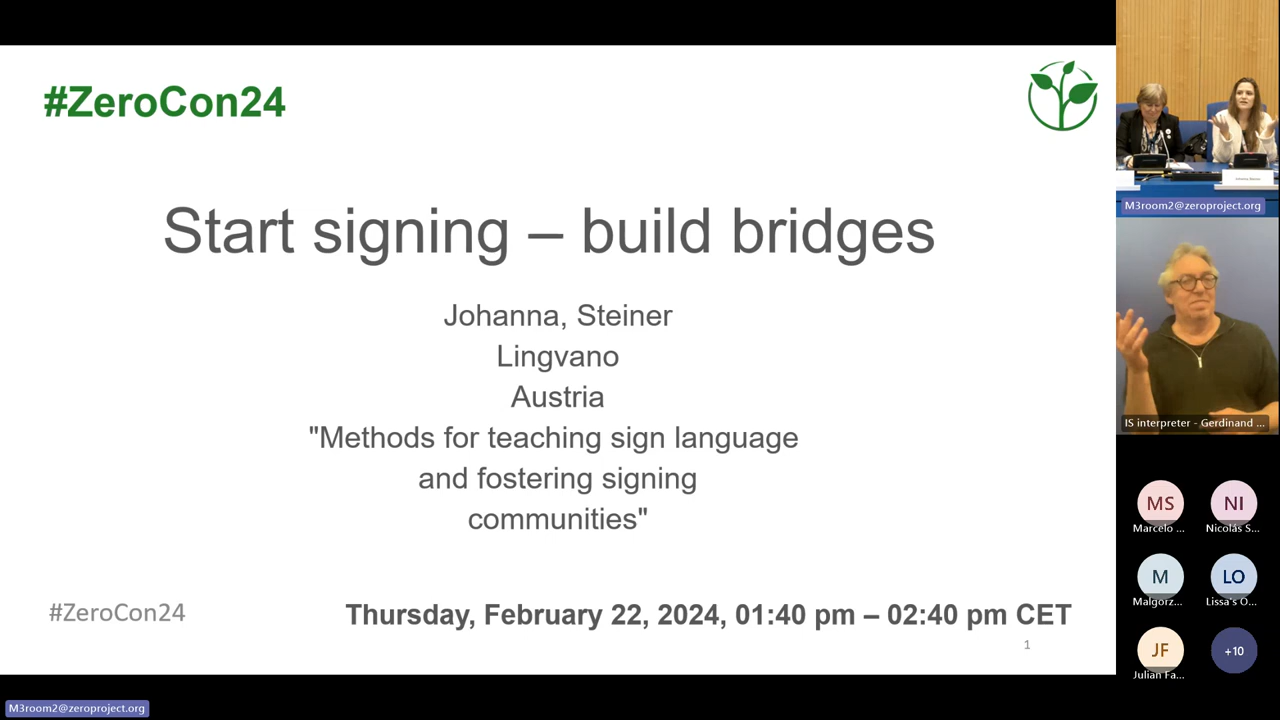 #ZeroCon24
Start signing – build bridges
Johanna, Steiner
Lingvano
Austria
"Methods for teaching sign language
and fostering signing
communities"
#ZeroCon24
Thursday, February 22, 2024, 01:40 pm – 02:40 pm CET
1
M3room2@zeroproject.org
M3room2@zeroproject.org
IS interpreter - Gerdinand ...
MS
NI
Marcelo ...
Nicolás S...
M
LO
Malgorz...
Lissa's O...
JF
+10
Julian Fa...